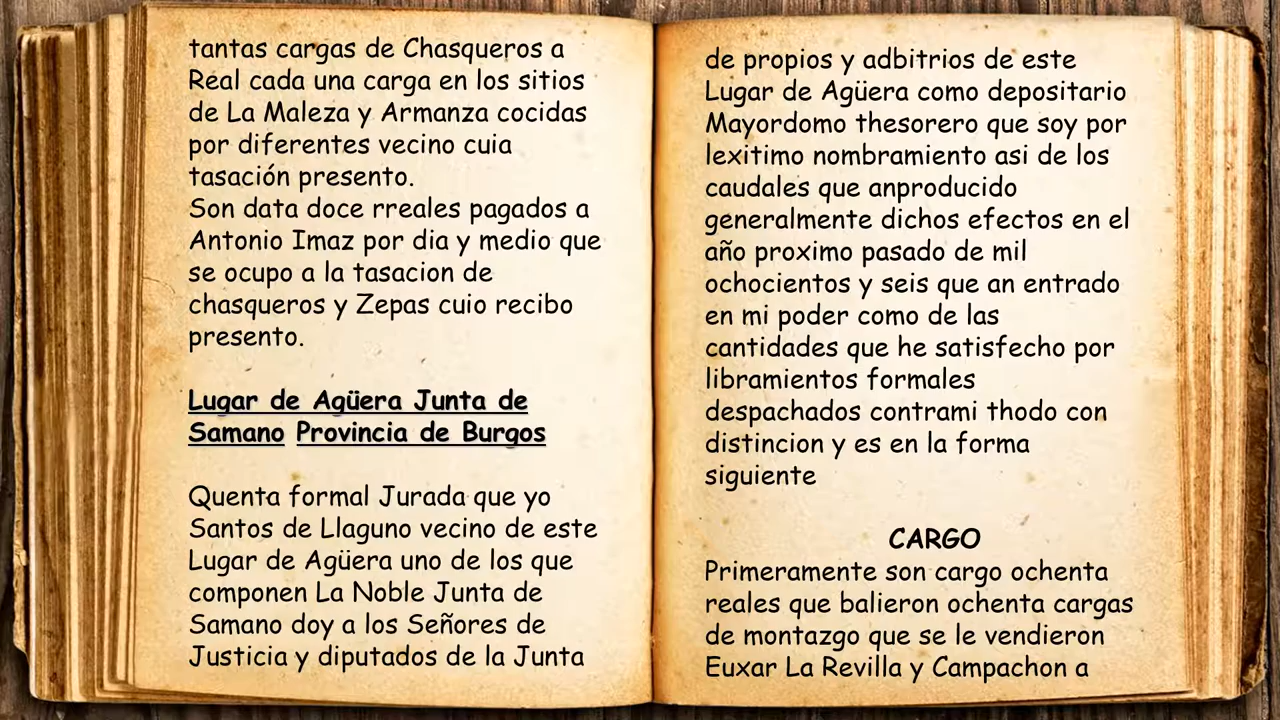 tantas cargas de Chasqueros a
Real cada una carga en los sitios
de La Maleza y Armanza cocidas
por diferentes vecino cuia
tasación presento.
Son data doce rreales pagados a
Antonio Imaz por dia y medio que
se ocupo a la tasacion de
chasqueros y Zepas cuio recibo
presento.
Lugar de Agüera Junta de
Samano Provincia de Burgos
Quenta formal Jurada que yo
Santos de Llaguno vecino de este
Lugar de Agüera uno de los que
componen La Noble Junta de
Samano doy a los Señores de
Justicia y diputados de la Junta
de propios y adbitrios de este
Lugar de Agüera como depositario
Mayordomo thesorero que soy por
lexitimo nombramiento asi de los
caudales que anproducido
generalmente dichos efectos en el
año proximo pasado de mil
ochocientos y seis que an entrado
en mi poder como de las
cantidades que he satisfecho por
libramientos formales
despachados contrami thodo con
distincion y es en la forma
siguiente
CARGO
Primeramente son cargo ochenta
reales que balieron ochenta cargas
de montazgo que se le vendieron
Euxar La Revilla y Campachon a